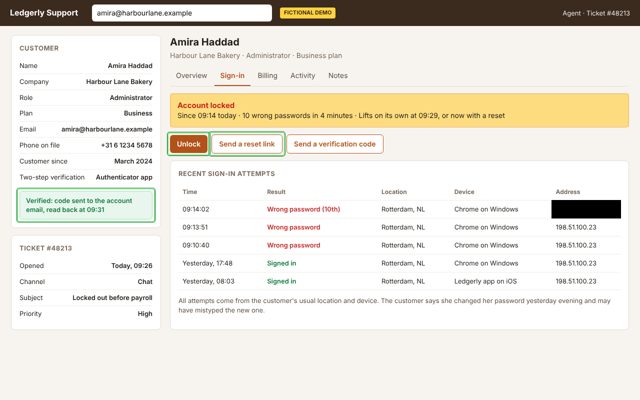 Ledgerly Support
amira@harbourlane.example
FICTIONAL DEMO
Agent · Ticket #48213
CUSTOMER
Name Amira Haddad
Company Harbour Lane Bakery
Role Administrator
Plan Business
Email amira@harbourlane.example
Phone on file +31 6 1234 5678
Customer since March 2024
Two-step verification Authenticator app
Verified: code sent to the account
email, read back at 09:31
TICKET #48213
Opened Today, 09:26
Channel Chat
Subject Locked out before payroll
Priority High
Amira Haddad
Harbour Lane Bakery · Administrator · Business plan
Overview Sign-in Billing Activity Notes
Account locked
Since 09:14 today · 10 wrong passwords in 4 minutes · Lifts on its own at 09:29, or now with a reset
Unlock Send a reset link Send a verification code
RECENT SIGN-IN ATTEMPTS
Time Result Location Device Address
09:14:02 Wrong password (10th) Rotterdam, NL Chrome on Windows
09:13:51 Wrong password Rotterdam, NL Chrome on Windows 198.51.100.23
09:10:40 Wrong password Rotterdam, NL Chrome on Windows 198.51.100.23
Yesterday, 17:48 Signed in Rotterdam, NL Chrome on Windows 198.51.100.23
Yesterday, 08:03 Signed in Rotterdam, NL Ledgerly app on iOS 198.51.100.23
All attempts come from the customer's usual location and device. The customer says she changed her password yesterday evening and may
have mistyped the new one.